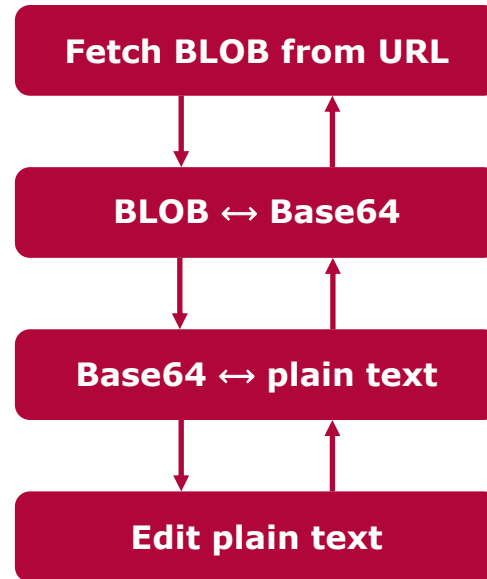 Fetch BLOB from URL
BLOB ↔ Base64
Base64 ↔ plain text
Edit plain text